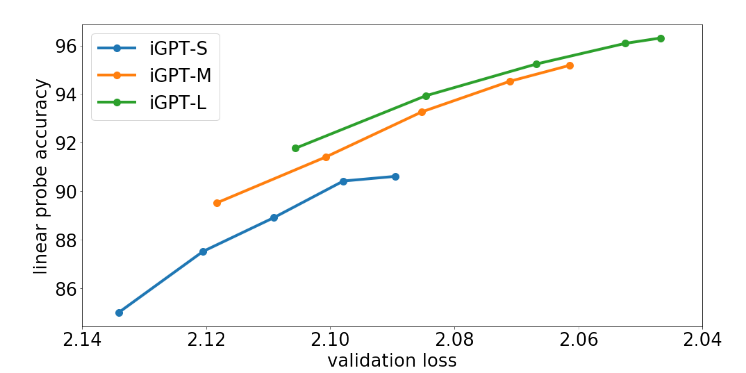 iGPT-S
iGPT-M
iGPT-L
linear probe accuracy
96
94
92
90
88
86
2.14 2.12 2.10 2.08 2.06 2.04
validation loss